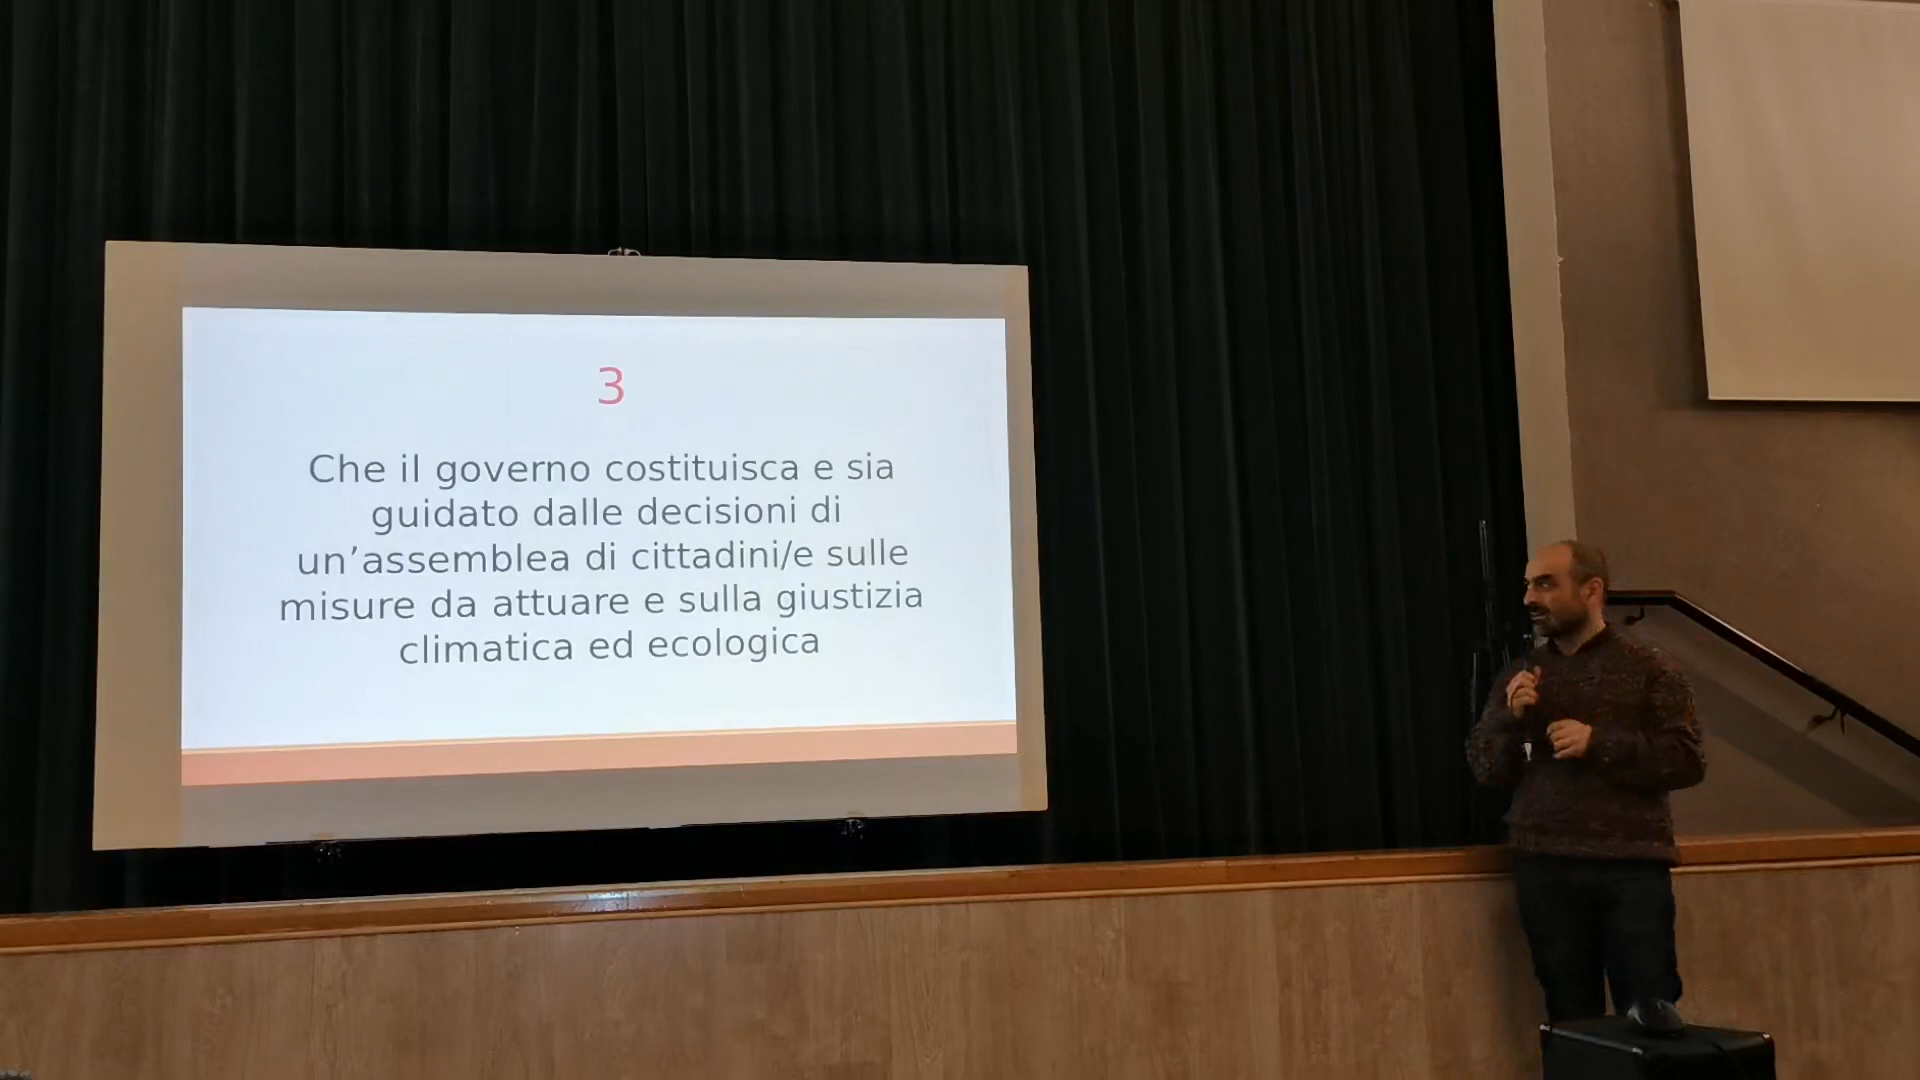 3
Che il governo costituisca e sia
guidato dalle decisioni di
un’assemblea di cittadini/e sulle
misure da attuare e sulla giustizia
climatica ed ecologica